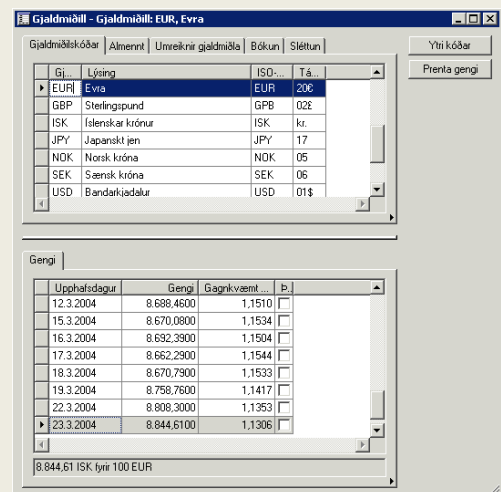 Gjaldmiðill - Gjaldmiðill: EUR, Evra
Gjaldmiðilskóðar Almennt Umreiknir gjaldmiðla Bókun Sléttun
Ytri kóðar
Prenta gengi
Gj... Lýsing ISO-... Tá...
EUR Evra EUR 20€
GBP Sterlingspund GPB 02£
ISK Íslenskar krónur ISK kr.
JPY Japanskt jen JPY 17
NOK Norsk króna NOK 05
SEK Sænsk króna SEK 06
USD Bandarkjadalur USD 01$
Gengi
Upphafsdagur Gengi Gagnkvæmt ... Þ..
12.3.2004 8.688,4600 1,1510
15.3.2004 8.670,0800 1,1534
16.3.2004 8.692,3900 1,1504
17.3.2004 8.662,2900 1,1544
18.3.2004 8.670,7900 1,1533
19.3.2004 8.758,7600 1,1417
22.3.2004 8.808,3000 1,1353
23.3.2004 8.844,6100 1,1306
8.844,61 ISK fyrir 100 EUR